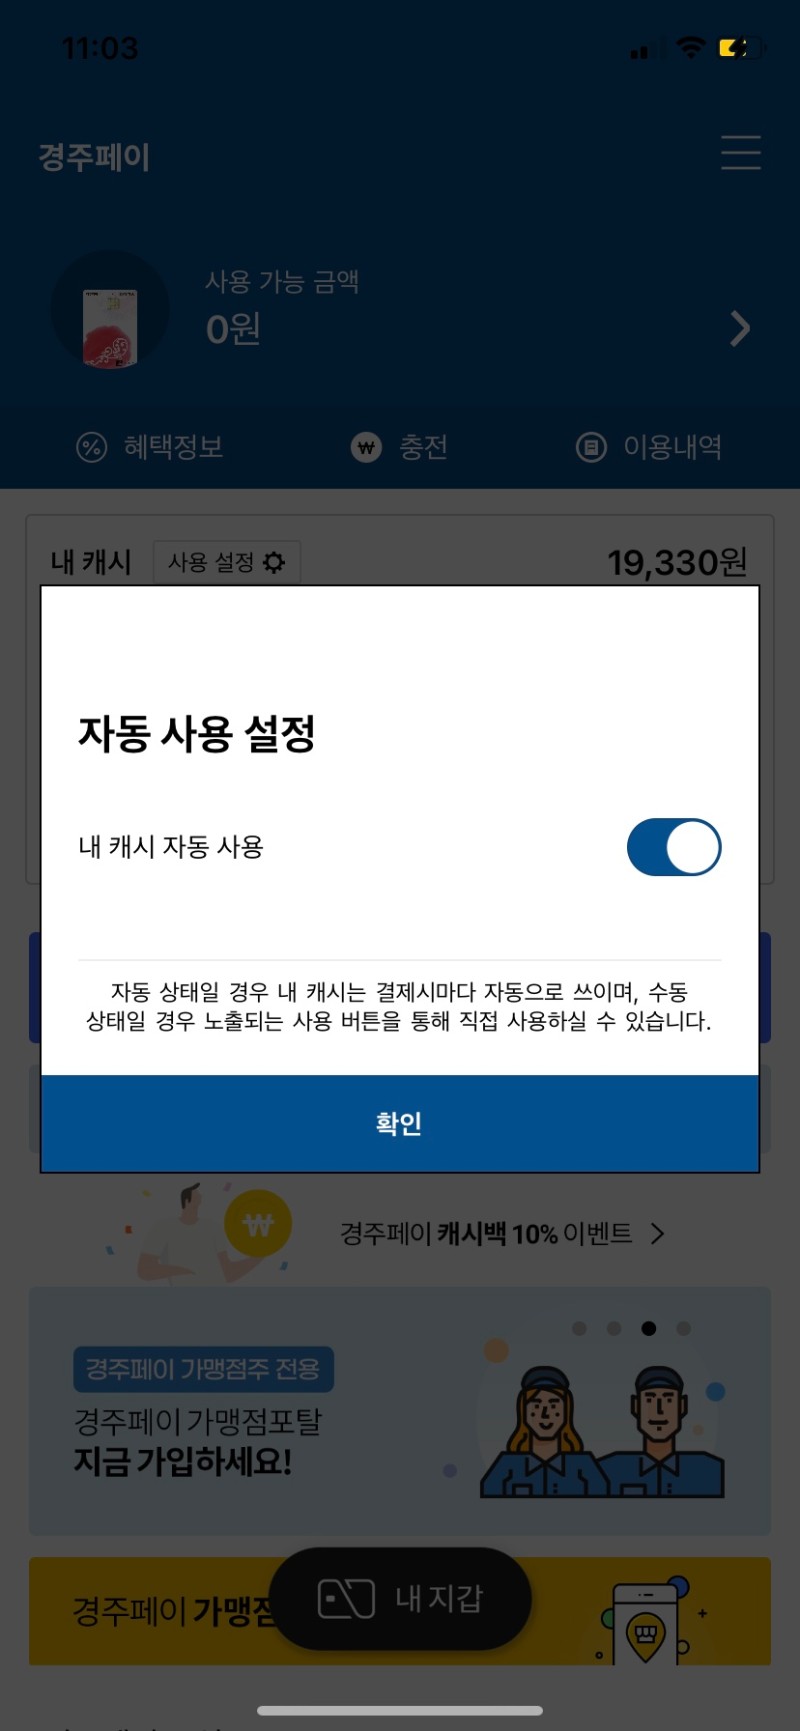 11:03
경주페이
사용 가능 금액
0원
혜택정보
충전
이용내역
내 캐시
사용 설정
19,330원
자동 사용 설정
내 캐시 자동 사용
자동 상태일 경우 내 캐시는 결제시마다 자동으로 쓰이며, 수동
상태일 경우 노출되는 사용 버튼을 통해 직접 사용하실 수 있습니다.
확인
경주페이 캐시백 10% 이벤트
경주페이 가맹점주 전용
경주페이 가맹점포탈
지금 가입하세요!
경주페이 가맹점
내 지갑